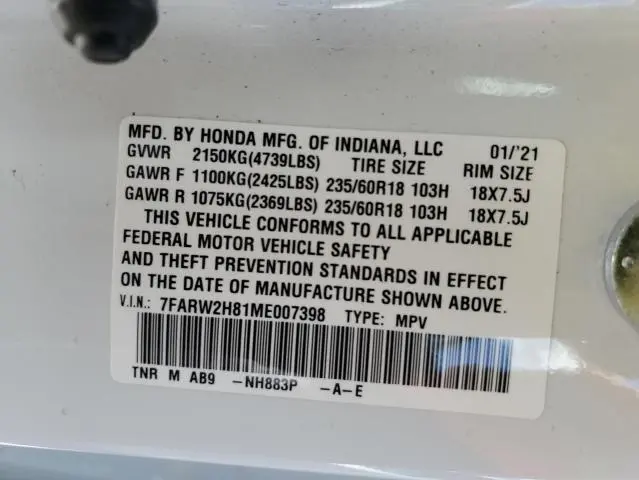 MFD. BY HONDA MFG. OF INDIANA, LLC 01/'21
GVWR 2150KG(4739LBS) TIRE SIZE RIM SIZE
GAWR F 1100KG(2425LBS) 235/60R18 103H 18X7.5J
GAWR R 1075KG(2369LBS) 235/60R18 103H 18X7.5J
THIS VEHICLE CONFORMS TO ALL APPLICABLE
FEDERAL MOTOR VEHICLE SAFETY
AND THEFT PREVENTION STANDARDS IN EFFECT
ON THE DATE OF MANUFACTURE SHOWN ABOVE.
V.I.N.: 7FARW2H81ME007398 TYPE: MPV
TNR M AB9 -NH883P -A-E